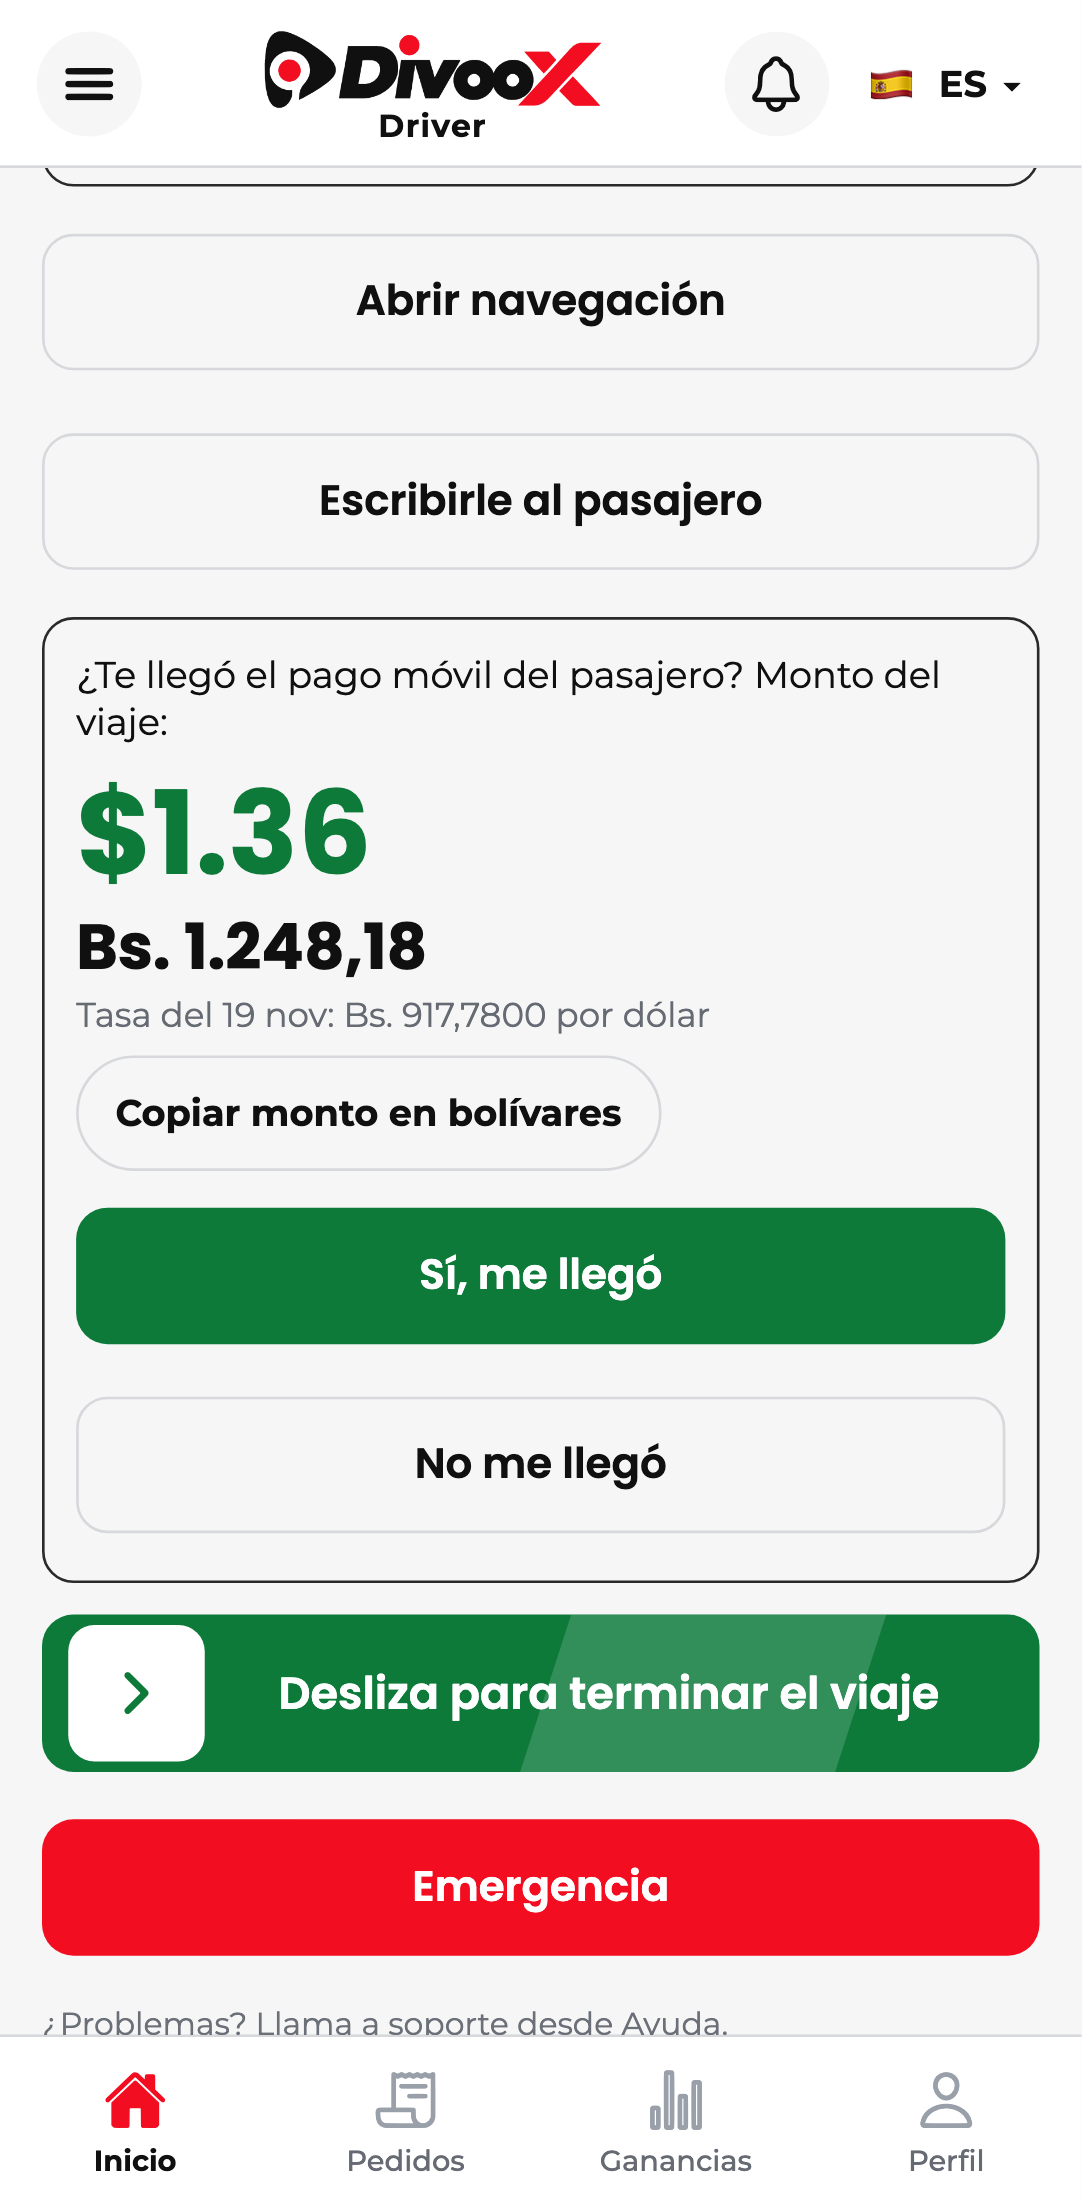 DivooX
Driver
ES
Abrir navegación
Escribirle al pasajero
¿Te llegó el pago móvil del pasajero? Monto del
viaje:
$1.36
Bs. 1.248,18
Tasa del 19 nov: Bs. 917,7800 por dólar
Copiar monto en bolívares
Sí, me llegó
No me llegó
Desliza para terminar el viaje
Emergencia
¿Problemas? Llama a soporte desde Ayuda.
Inicio
Pedidos
Ganancias
Perfil